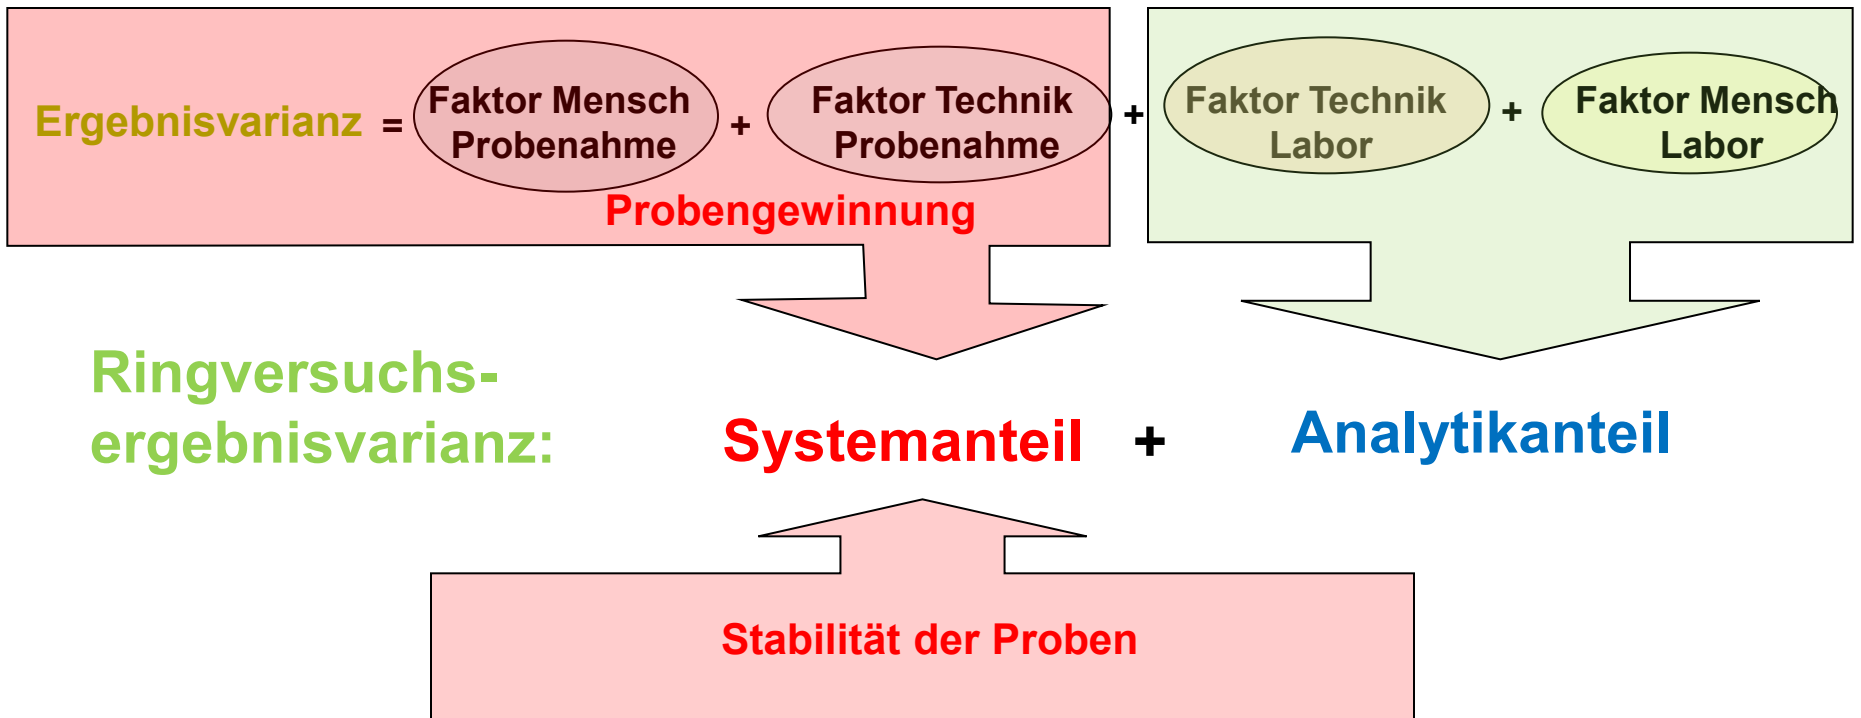 Ergebnisvarianz = Faktor Mensch Probenahme + Faktor Technik Probenahme + Faktor Technik Labor + Faktor Mensch Labor
Probengewinnung
Ringversuchs-
ergebnisvarianz:
Systemanteil + Analytikanteil
Stabilität der Proben